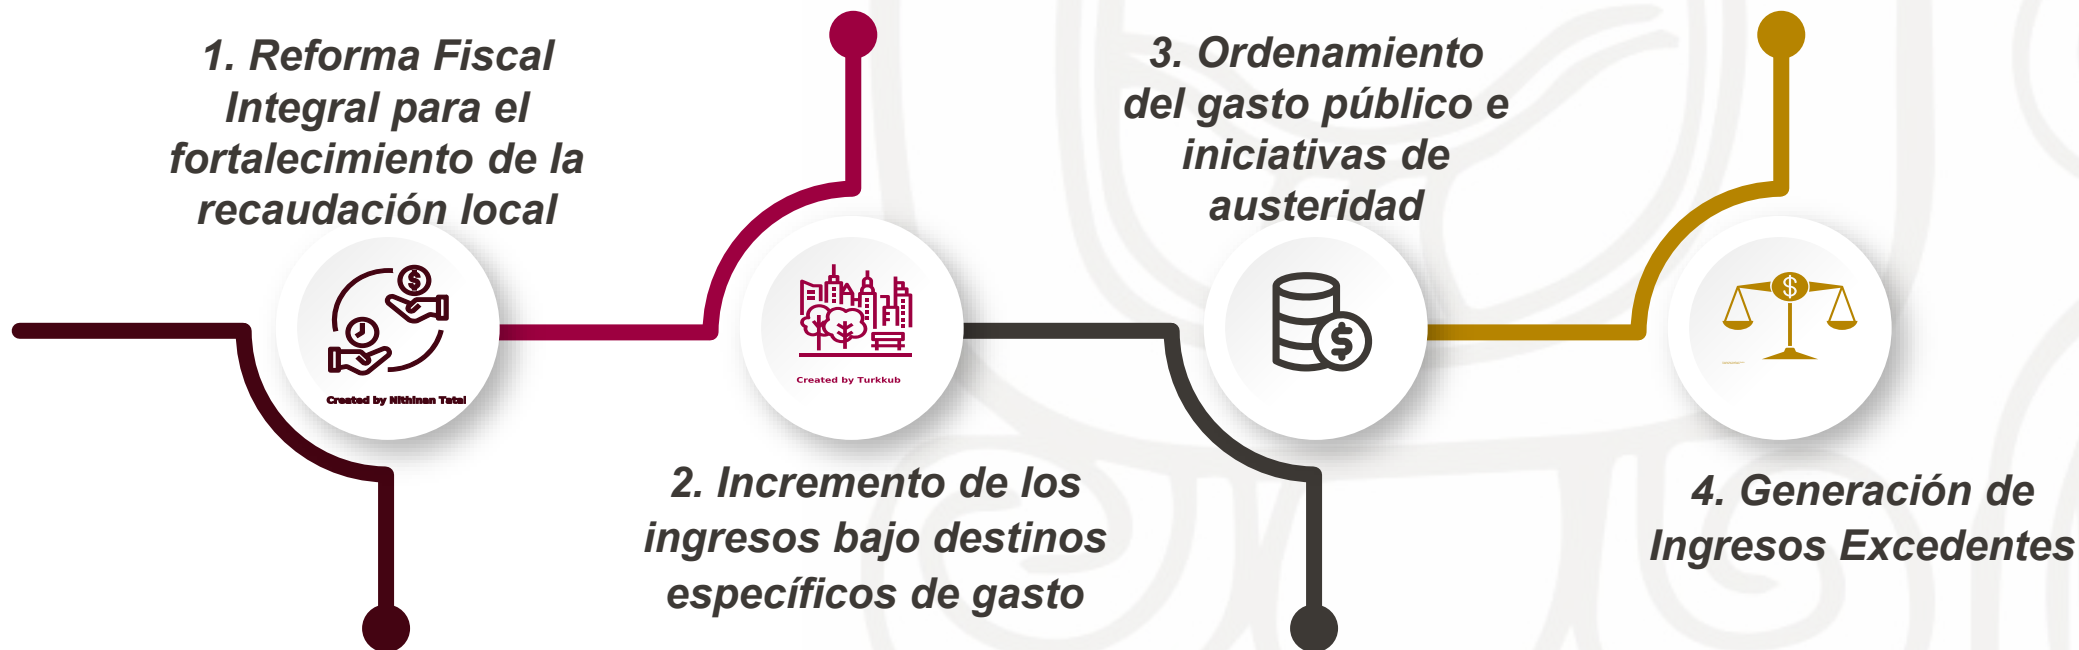 1. Reforma Fiscal
Integral para el
fortalecimiento de la
recaudación local
Created by Nithinan Tatai
2. Incremento de los
ingresos bajo destinos
específicos de gasto
Created by Turkkub
3. Ordenamiento
del gasto público e
iniciativas de
austeridad
4. Generación de
Ingresos Excedentes